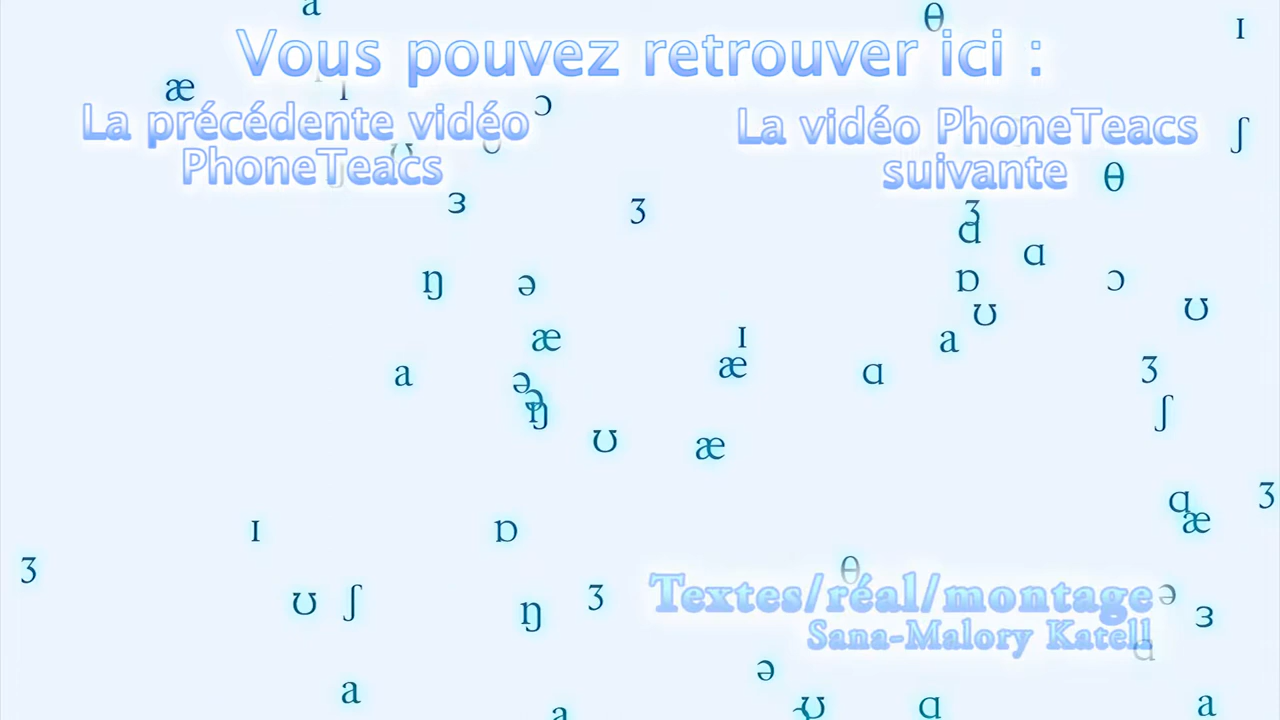 Vous pouvez retrouver ici :
La précédente vidéo
PhoneTeacs
La vidéo PhoneTeacs
suivante
Textes/réal/montage
Sana-Malory Katell